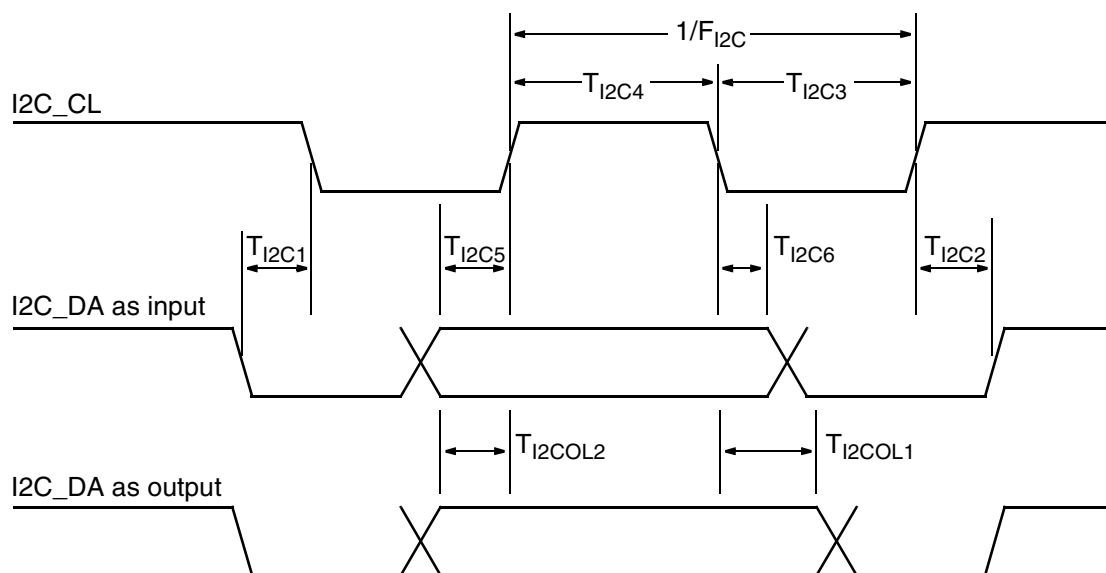 1/F_I2C
T_I2C4 T_I2C3
I2C_CL
T_I2C1 T_I2C5 T_I2C6 T_I2C2
I2C_DA as input
T_I2COL2 T_I2COL1
I2C_DA as output